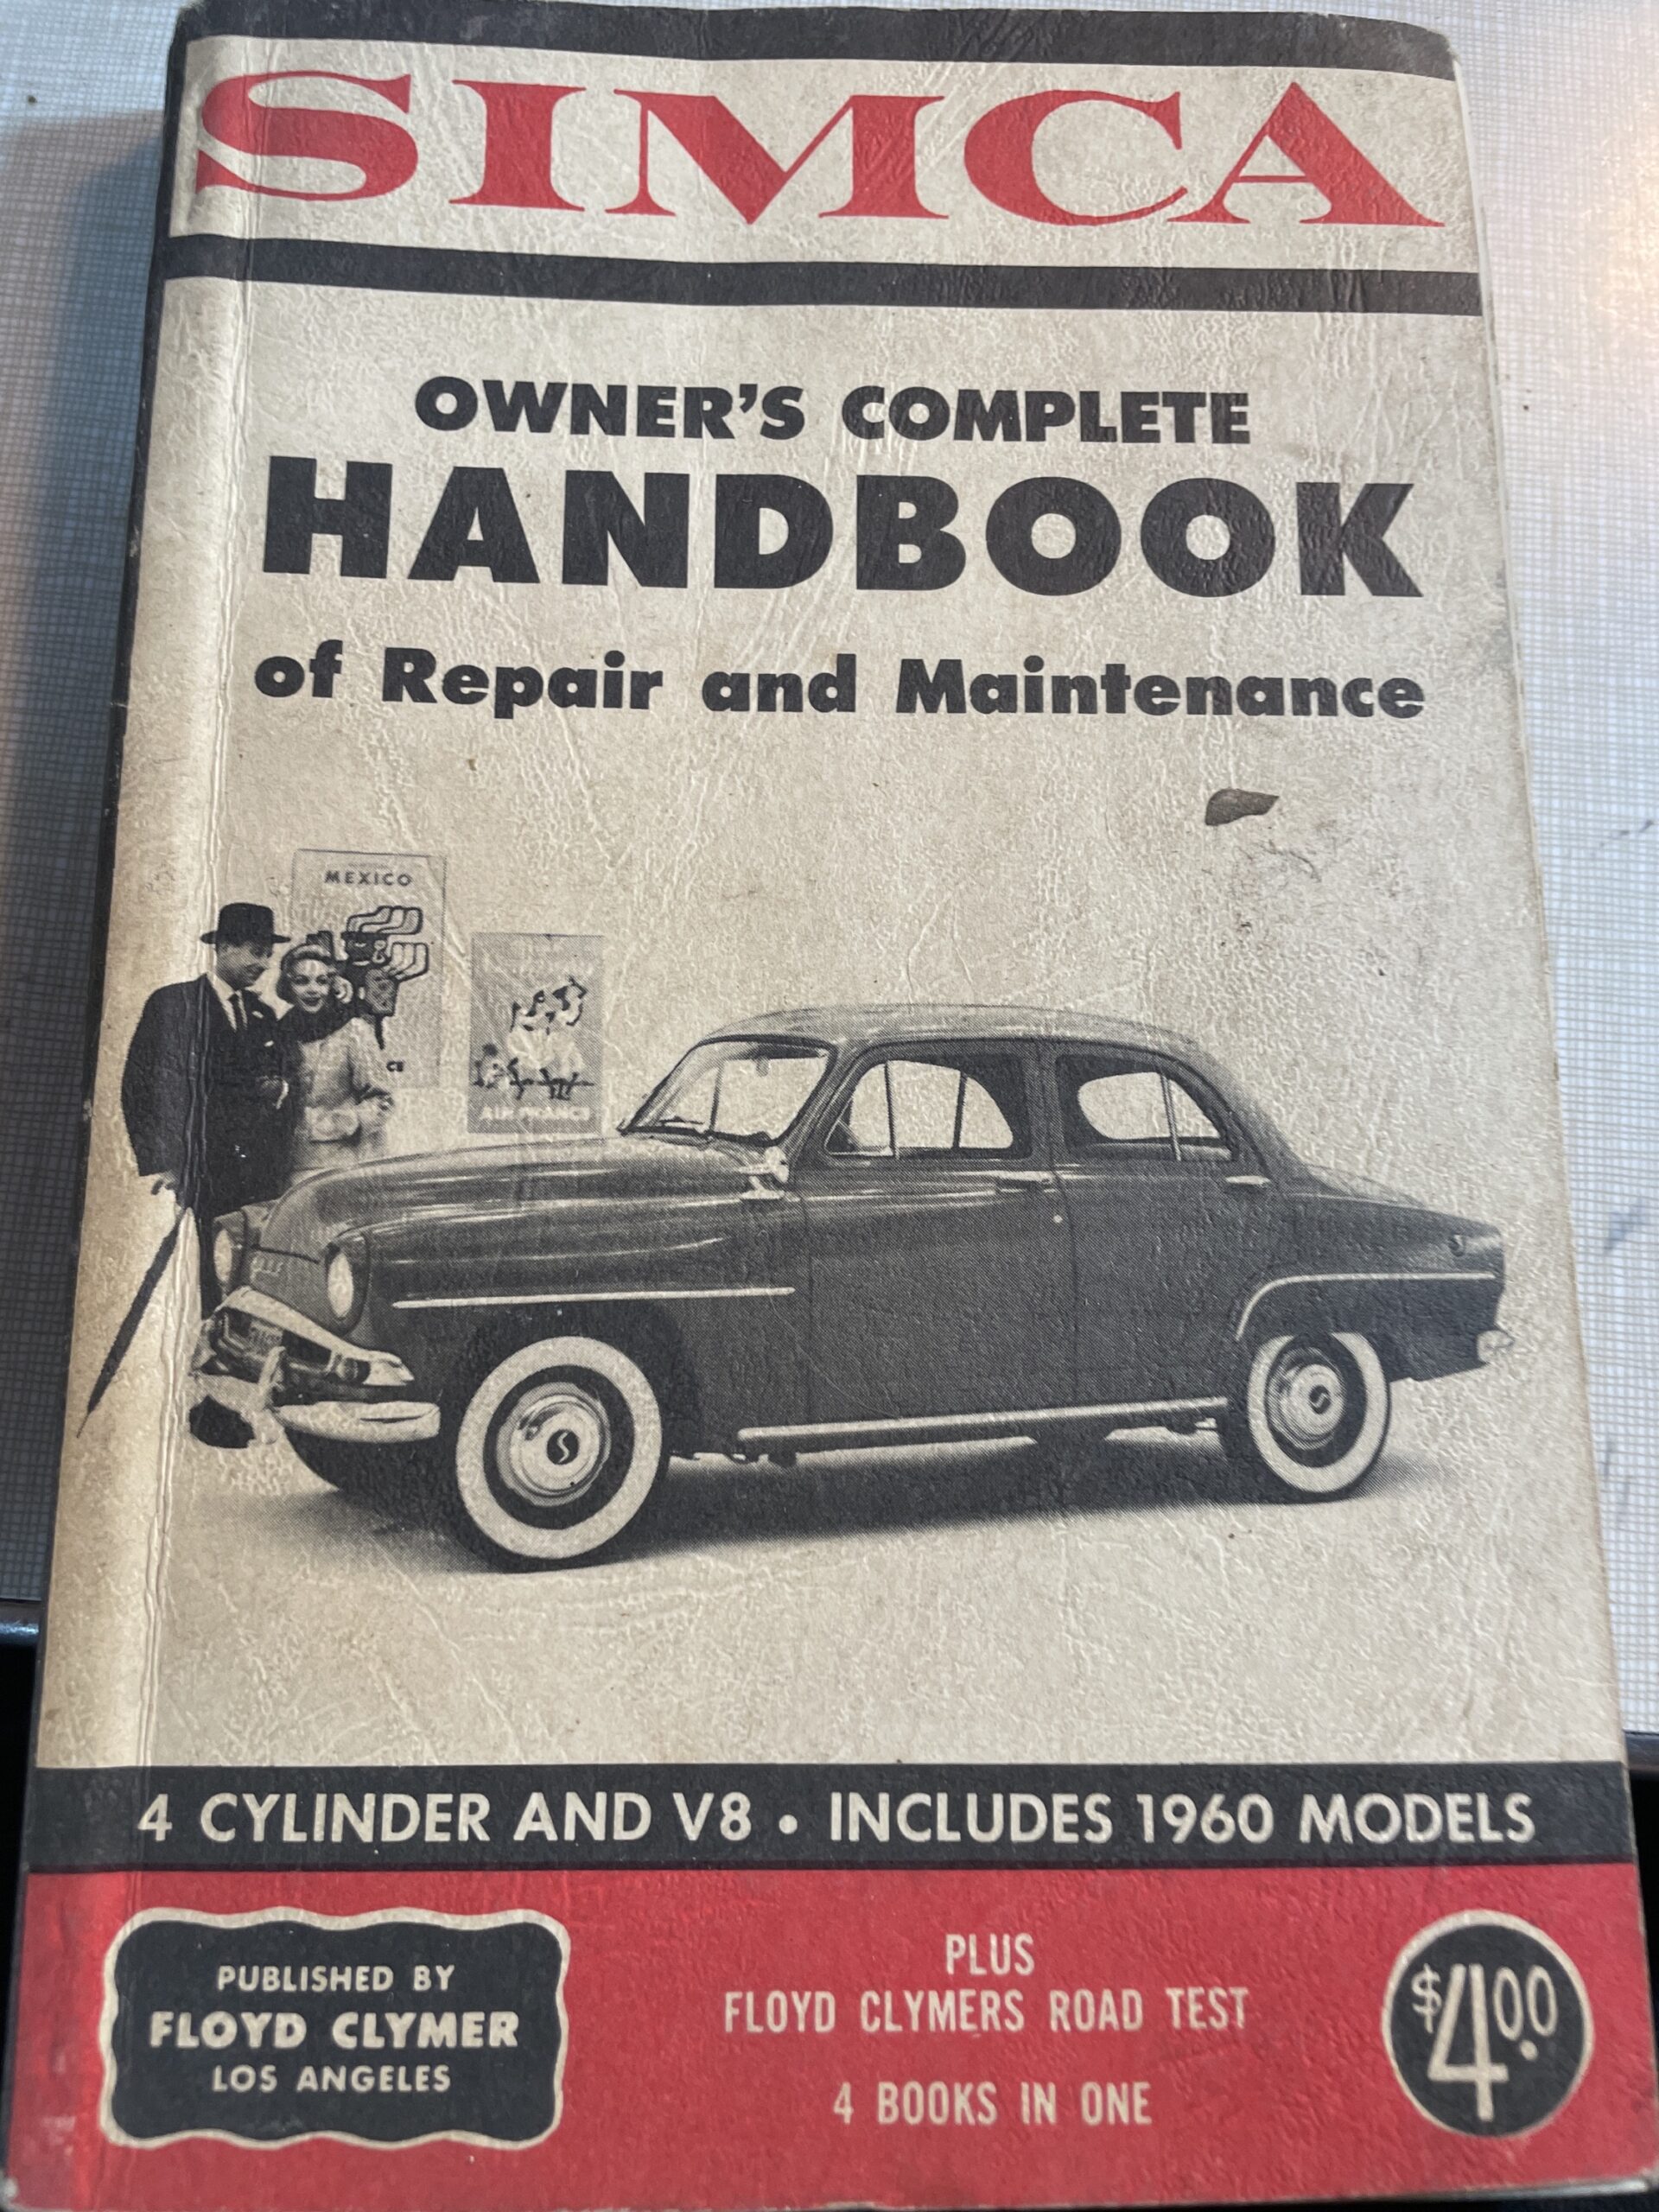 SIMCA
OWNER'S COMPLETE
HANDBOOK
of Repair and Maintenance
MEXICO
CE
AIR FRANCE
4 CYLINDER AND V8 • INCLUDES 1960 MODELS
PUBLISHED BY
FLOYD CLYMER
LOS ANGELES
PLUS
FLOYD CLYMERS ROAD TEST
4 BOOKS IN ONE
$4.00